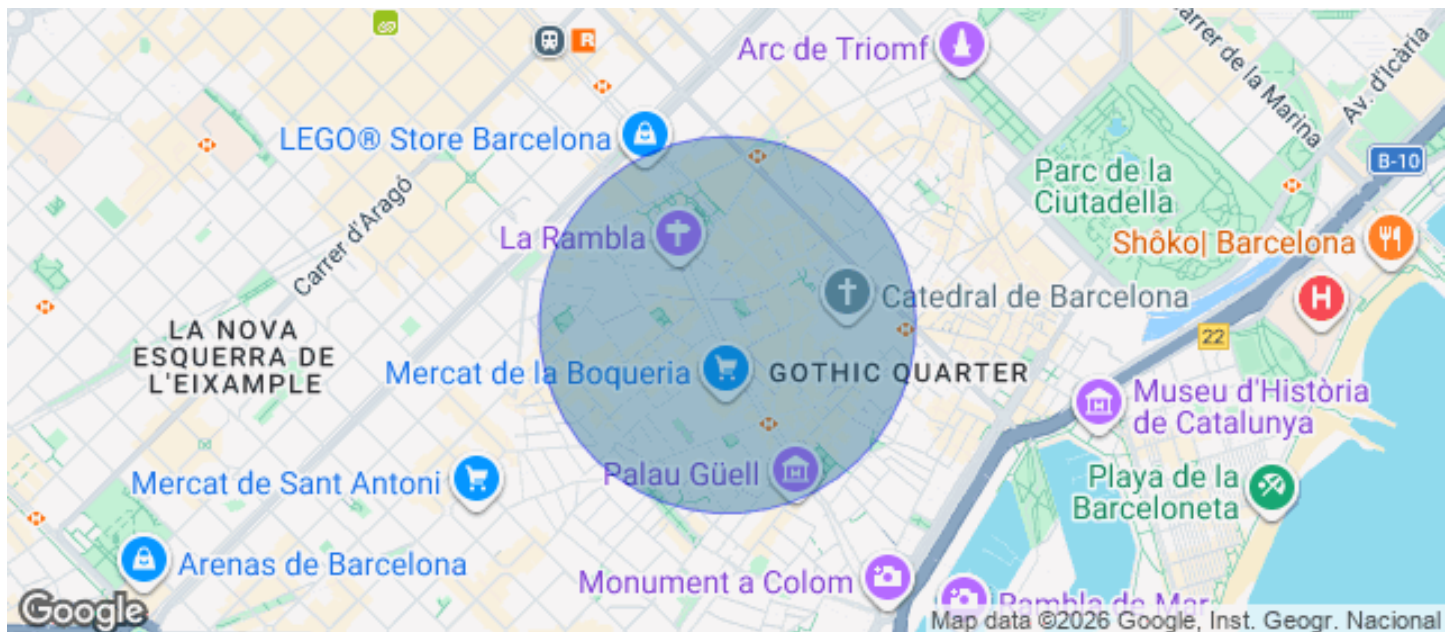 Arc de Triomf
arrer de la Marina
Av. d'Icària
R
LEGO® Store Barcelona
B-10
Parc de la
Ciutadella
Carrer d'Aragó
La Rambla
Shôko| Barcelona
Catedral de Barcelona
H
LA NOVA
ESQUERRA DE
L'EIXAMPLE
22
Mercat de la Boqueria
GOTHIC QUARTER
Museu d'Història
de Catalunya
Mercat de Sant Antoni
Palau Güell
Playa de la
Barceloneta
Arenas de Barcelona
Monument a Colom
Rambla de Mar
Google
Map data ©2026 Google, Inst. Geogr. Nacional